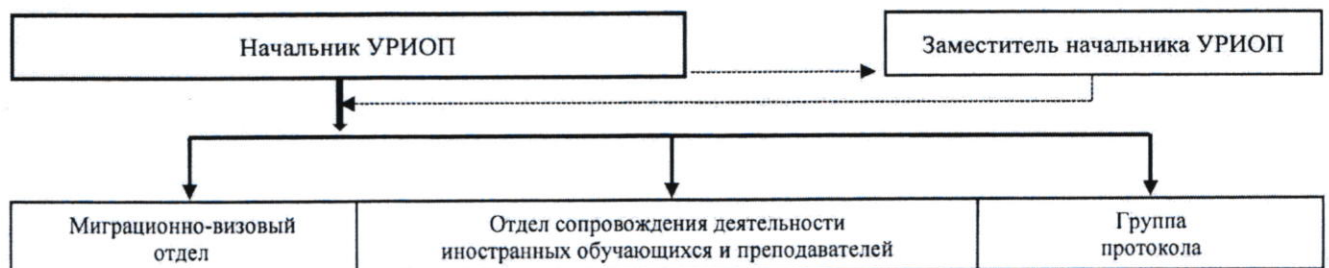 Начальник УРИОП
Заместитель начальника УРИОП
Миграционно-визовый
отдел
Отдел сопровождения деятельности
иностранных обучающихся и преподавателей
Группа
протокола